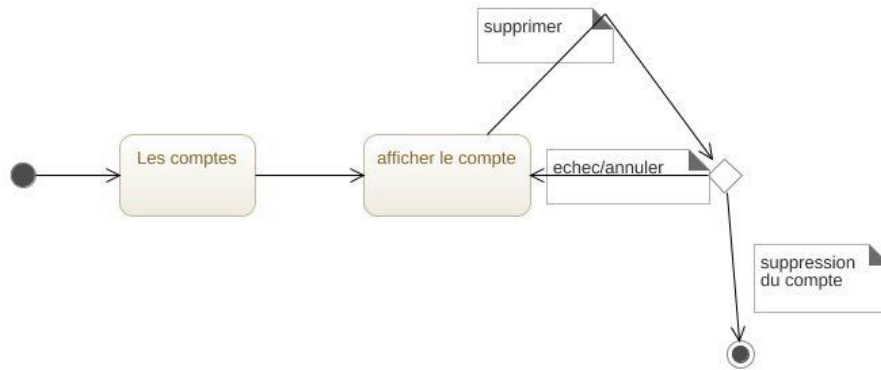 supprimer
Les comptes
afficher le compte
echec/annuler
suppression
du compte